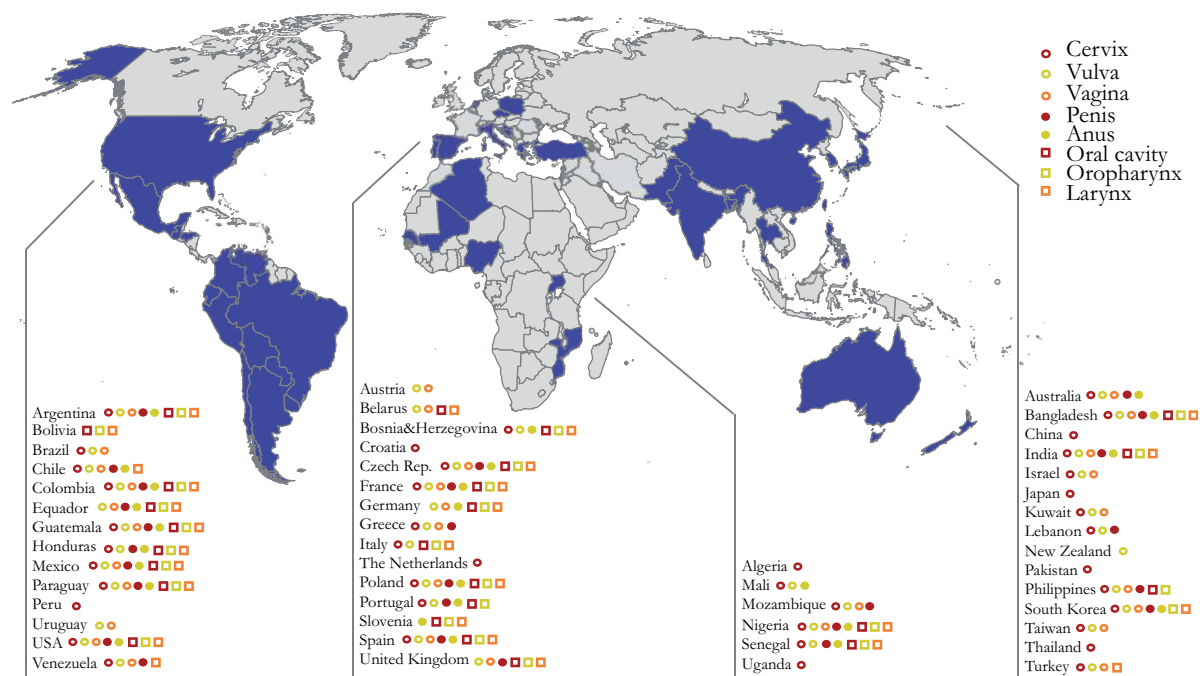 Cervix
Vulva
Vagina
Penis
Anus
Oral cavity
Oropharynx
Larynx
Argentina
Bolivia
Brazil
Chile
Colombia
Equador
Guatemala
Honduras
Mexico
Paraguay
Peru
Uruguay
USA
Venezuela
Austria
Belarus
Bosnia&Herzegovina
Croatia
Czech Rep.
France
Germany
Greece
Italy
The Netherlands
Poland
Portugal
Slovenia
Spain
United Kingdom
Algeria
Mali
Mozambique
Nigeria
Senegal
Uganda
Australia
Bangladesh
China
India
Israel
Japan
Kuwait
Lebanon
New Zealand
Pakistan
Philippines
South Korea
Taiwan
Thailand
Turkey